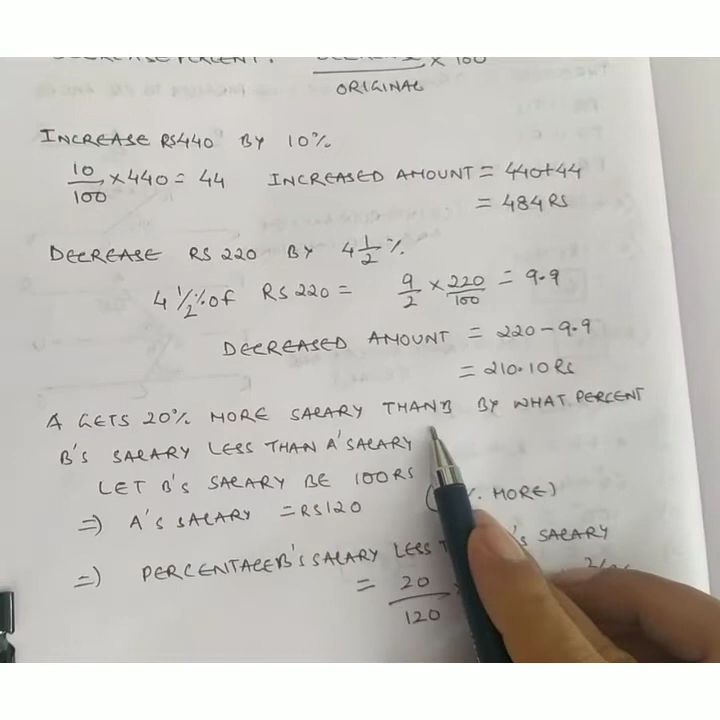 ORIGINAL
× 100
INCREASE RS440 BY 10%
10/100 × 440 = 44 INCREASED AMOUNT = 440+44
= 484 RS
DECREASE RS 220 BY 4 1/2 %
4 1/2 % of RS 220 = 9/2 × 220/100 = 9.9
DECREASED AMOUNT = 220 - 9.9
= 210.10 RS
A GETS 20% MORE SALARY THAN B BY WHAT PERCENT
B'S SALARY LESS THAN A'SALARY
LET B'S SALARY BE 100RS
=) A'S SALARY = RS120 MORE)
=) PERCENTAGE B'S SALARY LESS 'S SALARY
= 20/120